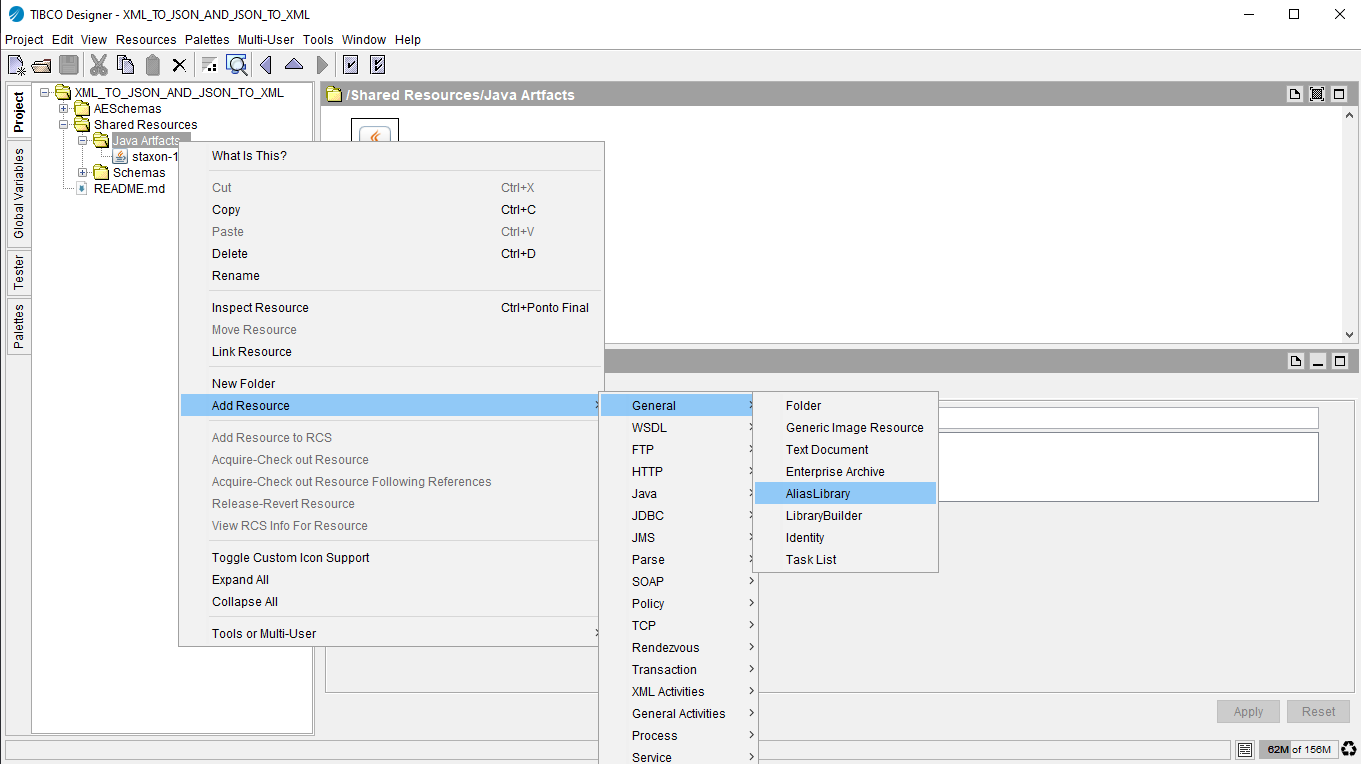 TIBCO Designer - XML_TO_JSON_AND_JSON_TO_XML
Project Edit View Resources Palettes Multi-User Tools Window Help
Project
Global Variables
Tester
Palettes
XML_TO_JSON_AND_JSON_TO_XML
AESchemas
Shared Resources
Java Artfacts
staxon-1
Schemas
README.md
/Shared Resources/Java Artfacts
What Is This?
Cut Ctrl+X
Copy Ctrl+C
Paste Ctrl+V
Delete Ctrl+D
Rename
Inspect Resource Ctrl+Ponto Final
Move Resource
Link Resource
New Folder
Add Resource
Add Resource to RCS
Acquire-Check out Resource
Acquire-Check out Resource Following References
Release-Revert Resource
View RCS Info For Resource
Toggle Custom Icon Support
Expand All
Collapse All
Tools or Multi-User
General
WSDL
FTP
HTTP
Java
JDBC
JMS
Parse
SOAP
Policy
TCP
Rendezvous
Transaction
XML Activities
General Activities
Process
Service
Folder
Generic Image Resource
Text Document
Enterprise Archive
AliasLibrary
LibraryBuilder
Identity
Task List
Apply Reset
62M of 156M